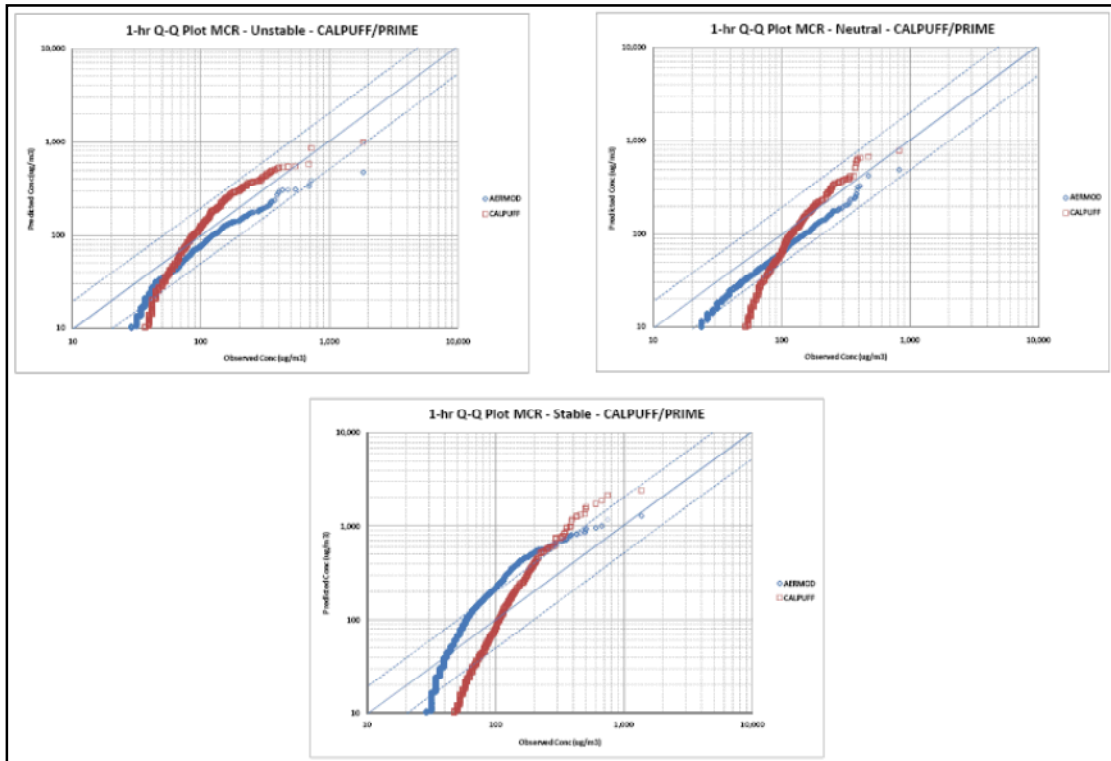 1-hr Q-Q Plot MCR - Unstable - CALPUFF/PRIME
10,000
1,000
100
10
Predicted Conc (ug/m3)
10
100
1,000
10,000
Observed Conc (ug/m3)
AERMOD
CALPUFF
1-hr Q-Q Plot MCR - Neutral - CALPUFF/PRIME
10,000
1,000
100
10
Predicted Conc (ug/m3)
10
100
1,000
10,000
Observed Conc (ug/m3)
AERMOD
CALPUFF
1-hr Q-Q Plot MCR - Stable - CALPUFF/PRIME
10,000
1,000
100
10
Predicted Conc (ug/m3)
10
100
1,000
10,000
Observed Conc (ug/m3)
AERMOD
CALPUFF